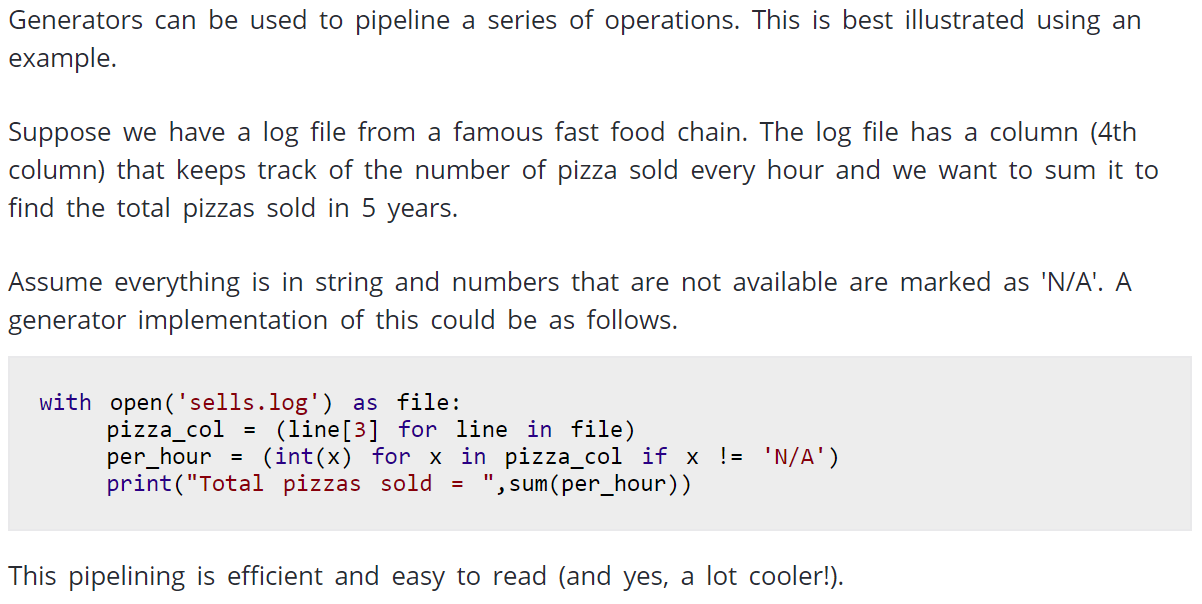 Generators can be used to pipeline a series of operations. This is best illustrated using an
example.
Suppose we have a log file from a famous fast food chain. The log file has a column (4th
column) that keeps track of the number of pizza sold every hour and we want to sum it to
find the total pizzas sold in 5 years.
Assume everything is in string and numbers that are not available are marked as 'N/A'. A
generator implementation of this could be as follows.
with open('sells.log') as file:
    pizza_col = (line[3] for line in file)
    per_hour = (int(x) for x in pizza_col if x != 'N/A')
    print("Total pizzas sold = ",sum(per_hour))
This pipelining is efficient and easy to read (and yes, a lot cooler!).